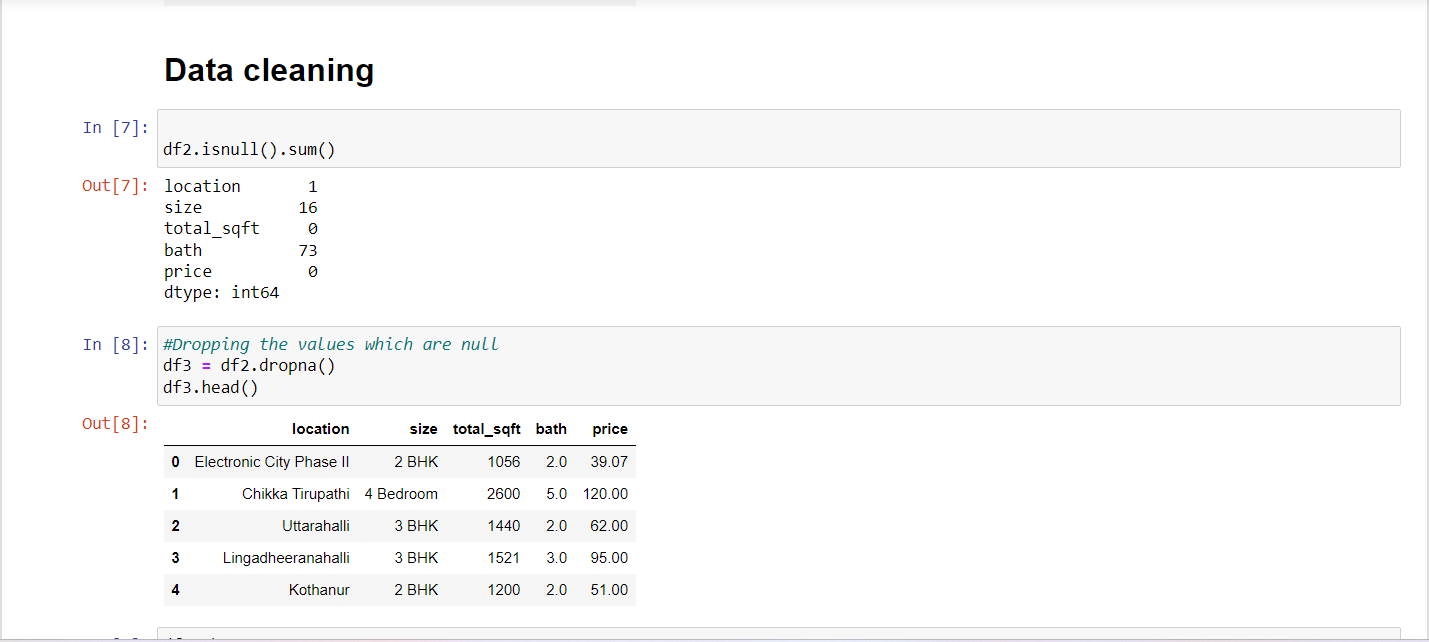 Data cleaning
In [7]:
df2.isnull().sum()
Out[7]: location 1
size 16
total_sqft 0
bath 73
price 0
dtype: int64
In [8]: #Dropping the values which are null
df3 = df2.dropna()
df3.head()
Out[8]:
location size total_sqft bath price
0 Electronic City Phase II 2 BHK 1056 2.0 39.07
1 Chikka Tirupathi 4 Bedroom 2600 5.0 120.00
2 Uttarahalli 3 BHK 1440 2.0 62.00
3 Lingadheeranahalli 3 BHK 1521 3.0 95.00
4 Kothanur 2 BHK 1200 2.0 51.00